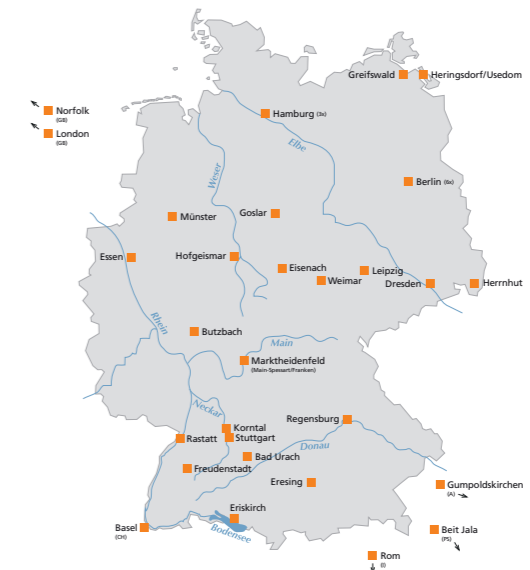 Greifswald
Heringsdorf/Usedom
Norfolk
(GB)
London
(GB)
Hamburg (3x)
Elbe
Weser
Berlin (6x)
Münster
Goslar
Essen
Hofgeismar
Eisenach
Leipzig
Weimar
Dresden
Herrnhut
Rhein
Butzbach
Main
Marktheidenfeld
(Main-Spessart/Franken)
Neckar
Regensburg
Korntal
Rastatt
Stuttgart
Donau
Bad Urach
Freudenstadt
Eresing
Gumpoldskirchen
(A)
Eriskirch
Basel
(CH)
Bodensee
Beit Jala
(PS)
Rom
(I)